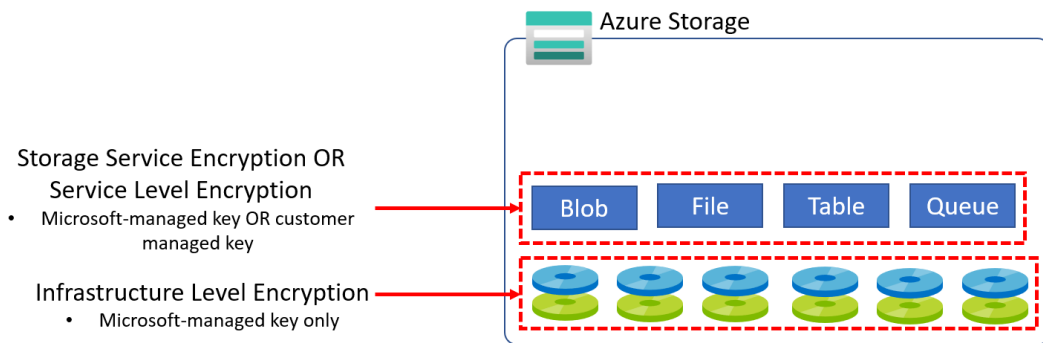 Azure Storage
Storage Service Encryption OR
Service Level Encryption
• Microsoft-managed key OR customer
managed key
Blob
File
Table
Queue
Infrastructure Level Encryption
• Microsoft-managed key only